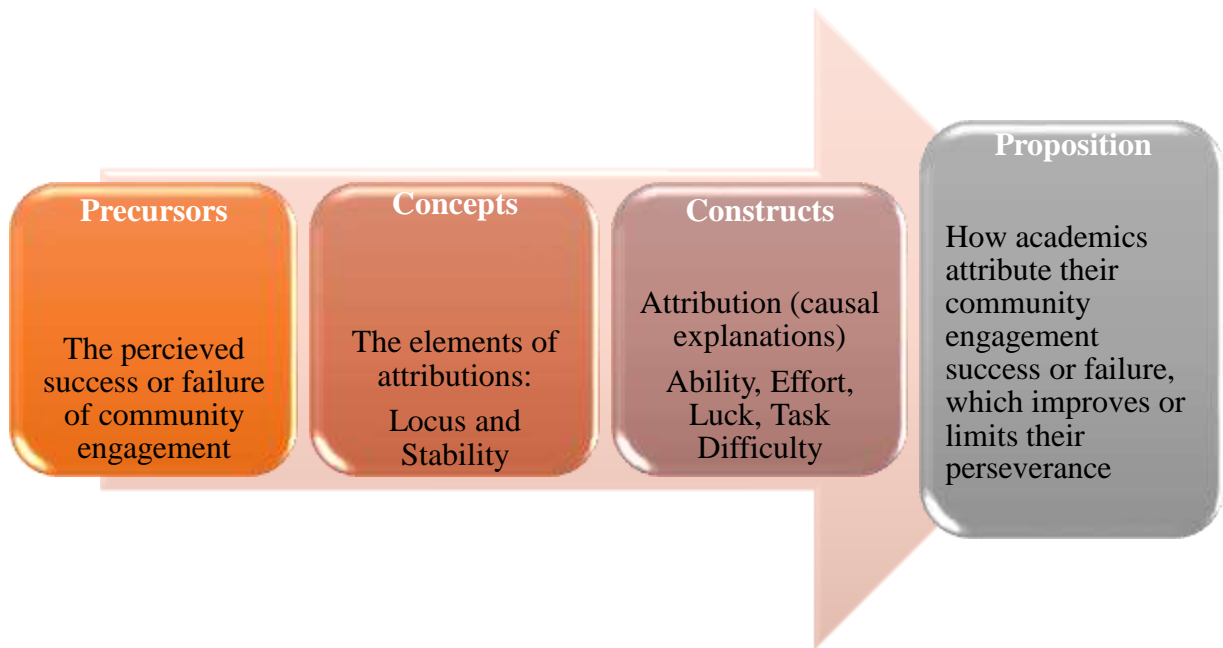 Precursors
The percieved
success or failure
of community
engagement
Concepts
The elements of
attributions:
Locus and
Stability
Constructs
Attribution (causal
explanations)
Ability, Effort,
Luck, Task
Difficulty
Proposition
How academics
attribute their
community
engagement
success or failure,
which improves or
limits their
perseverance